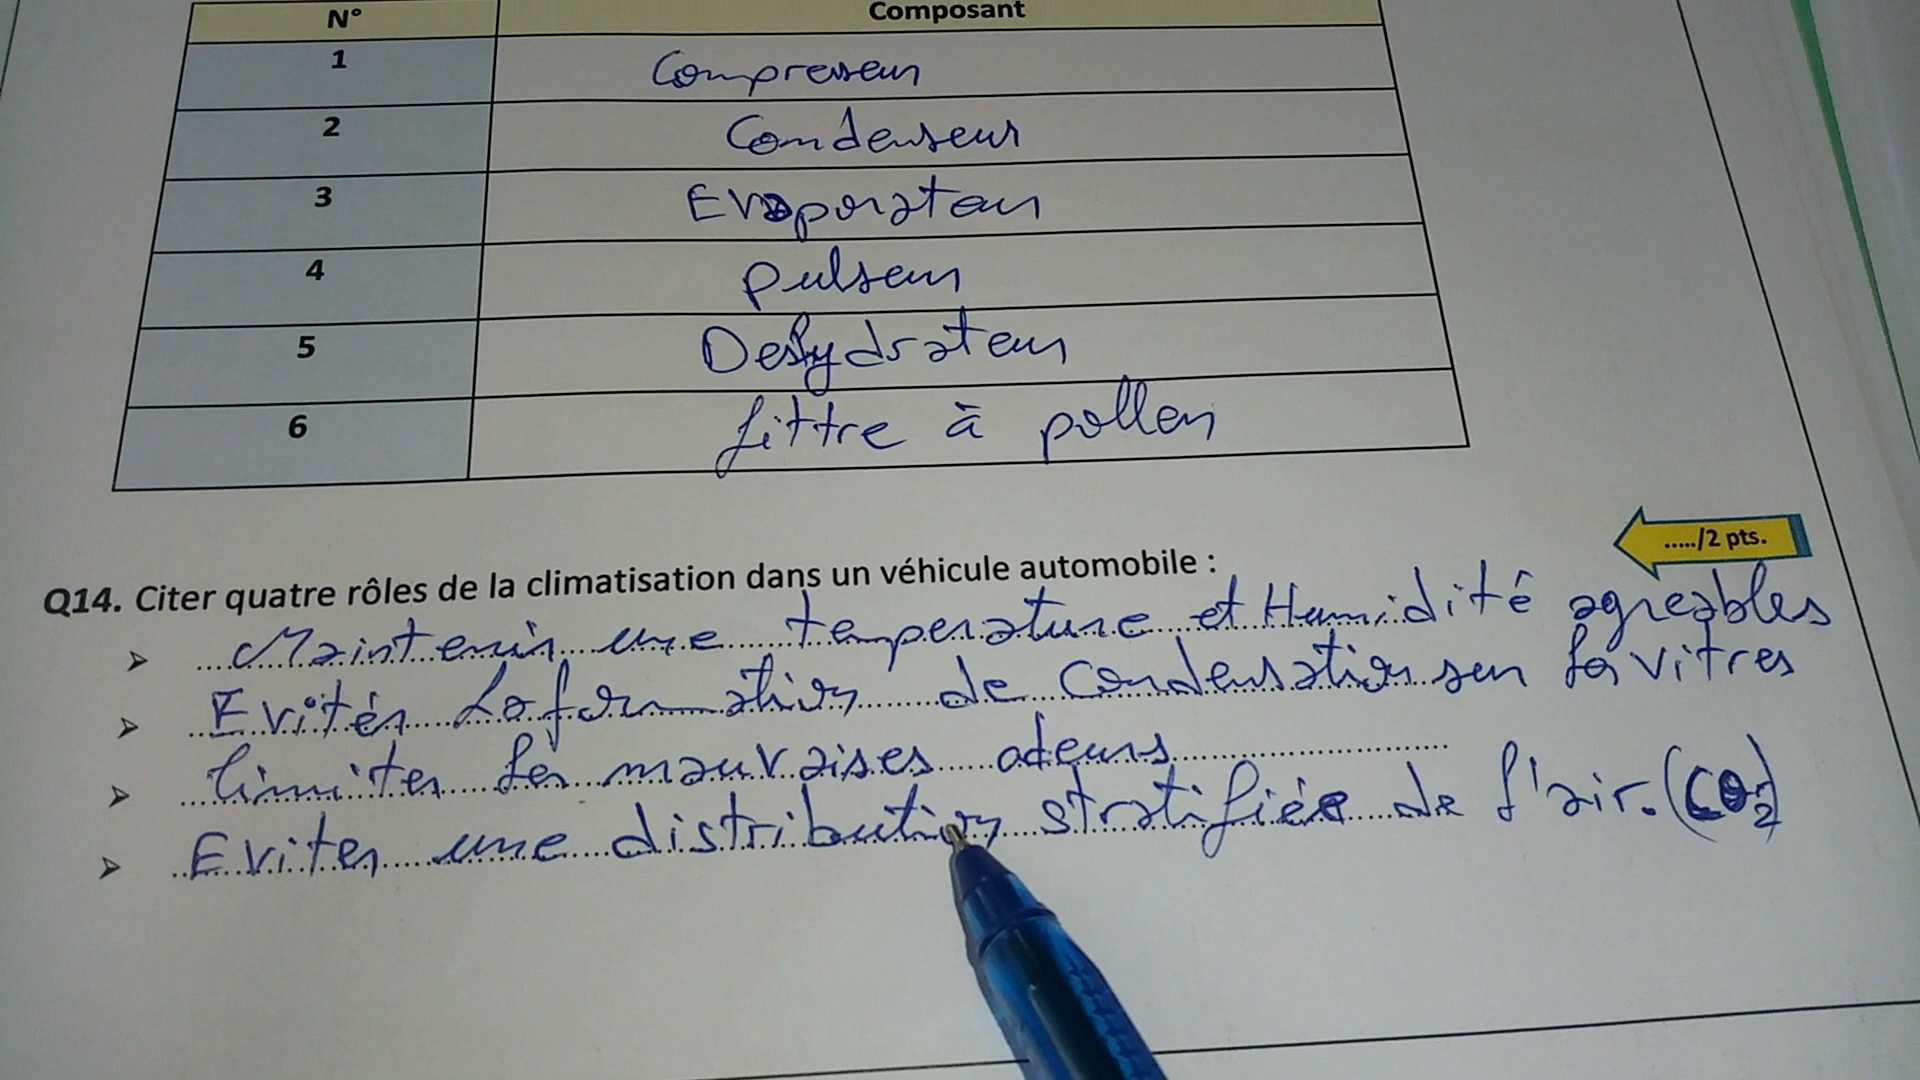 N° Composant
1 Compresseur
2 Condenseur
3 Evaporateur
4 pulseur
5 Deshydrateur
6 filtre à pollen
...../2 pts.
Q14. Citer quatre rôles de la climatisation dans un véhicule automobile :
➢ Maintenir une temperature et Humidité agreables
➢ Eviter La formation de Condensation sur les vitres
➢ limiter les mauvaises odeurs
➢ Eviter une distribution stratifiée de l'air. (CO2)